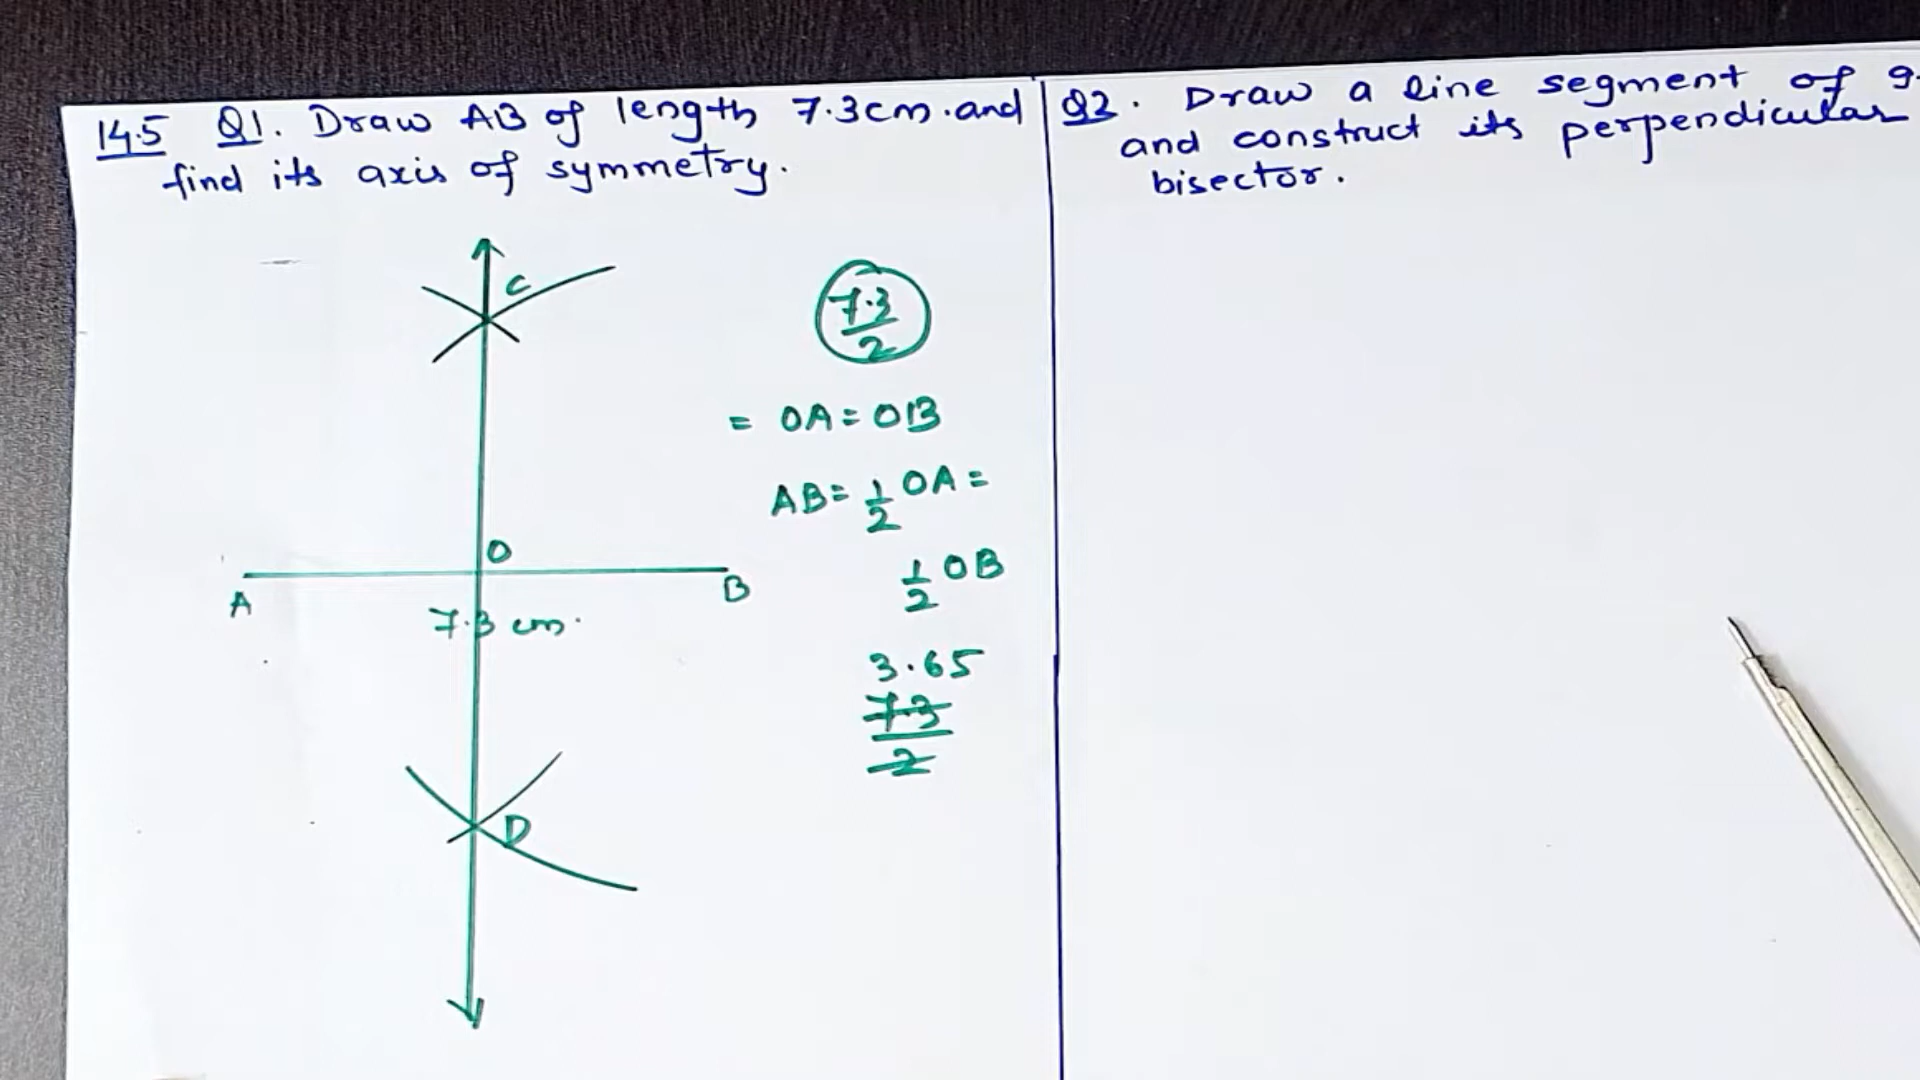 14.5 Q1. Draw AB of length 7.3cm.and
find its axis of symmetry.
C
O
A
B
7.3 cm.
D
7.3
2
= OA = OB
AB = 1/2 OA =
1/2 OB
3.65
7.3
2
Q2. Draw a line segment of 9.
and construct its perpendicular
bisector.